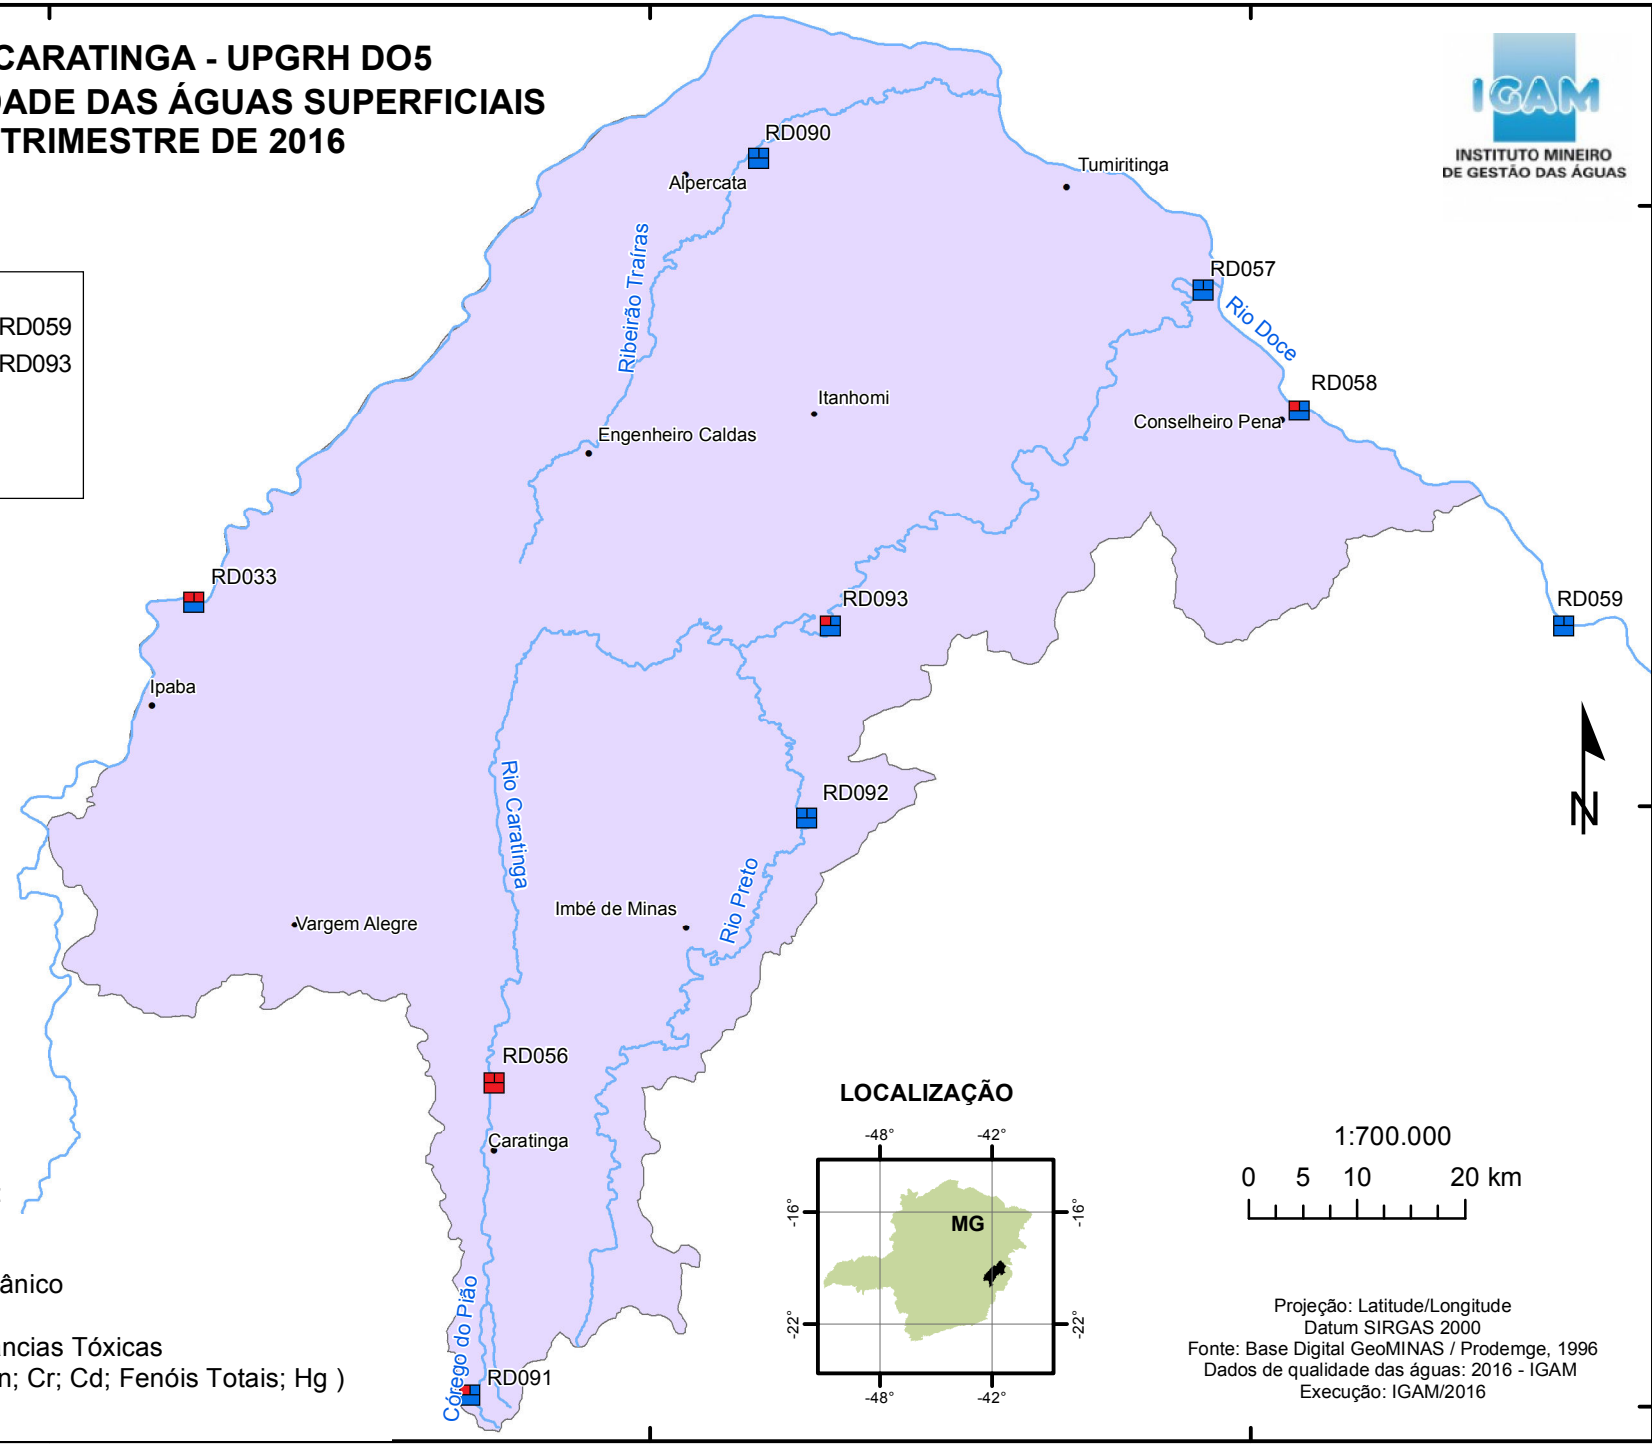 CARATINGA - UPGRH DO5
DADE DAS ÁGUAS SUPERFICIAIS
TRIMESTRE DE 2016
IGAM
INSTITUTO MINEIRO
DE GESTÃO DAS ÁGUAS
RD090
Alpercata
Tumiritinga
Ribeirão Traíras
RD057
Rio Doce
RD059
RD093
RD058
Itanhomi
Conselheiro Pena
Engenheiro Caldas
RD033
RD093
RD059
Ipaba
Rio Caratinga
RD092
N
Rio Preto
Imbé de Minas
Vargem Alegre
RD056
Caratinga
LOCALIZAÇÃO
-48° -42°
-16° MG -16°
-22° -22°
-48° -42°
1:700.000
0 5 10 20 km
ânico
ncias Tóxicas
n; Cr; Cd; Fenóis Totais; Hg )
Córego do Pião
RD091
Projeção: Latitude/Longitude
Datum SIRGAS 2000
Fonte: Base Digital GeoMINAS / Prodemge, 1996
Dados de qualidade das águas: 2016 - IGAM
Execução: IGAM/2016